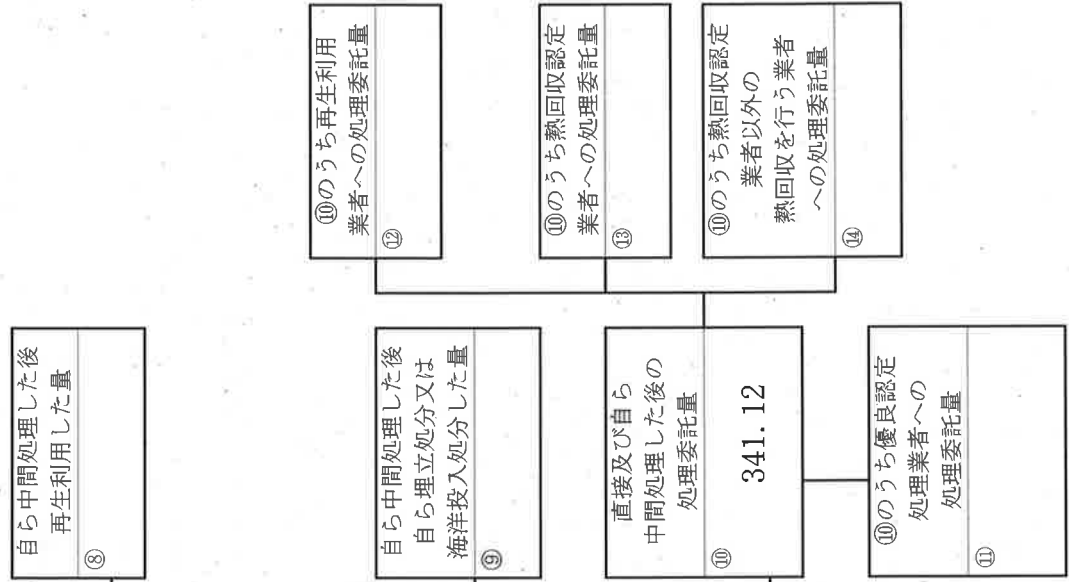 自ら中間処理した後
再生利用した量
⑧
自ら中間処理した後
自ら埋立処分又は
海洋投入処分した量
⑨
直接及び自ら
中間処理した後の
処理委託量
⑩
341.12
⑩のうち優良認定
処理業者への
処理委託量
⑪
⑩のうち再生利用
業者への処理委託量
⑫
⑩のうち熱回収認定
業者への処理委託量
⑬
⑩のうち熱回収認定
業者以外の
熱回収を行う業者
への処理委託量
⑭